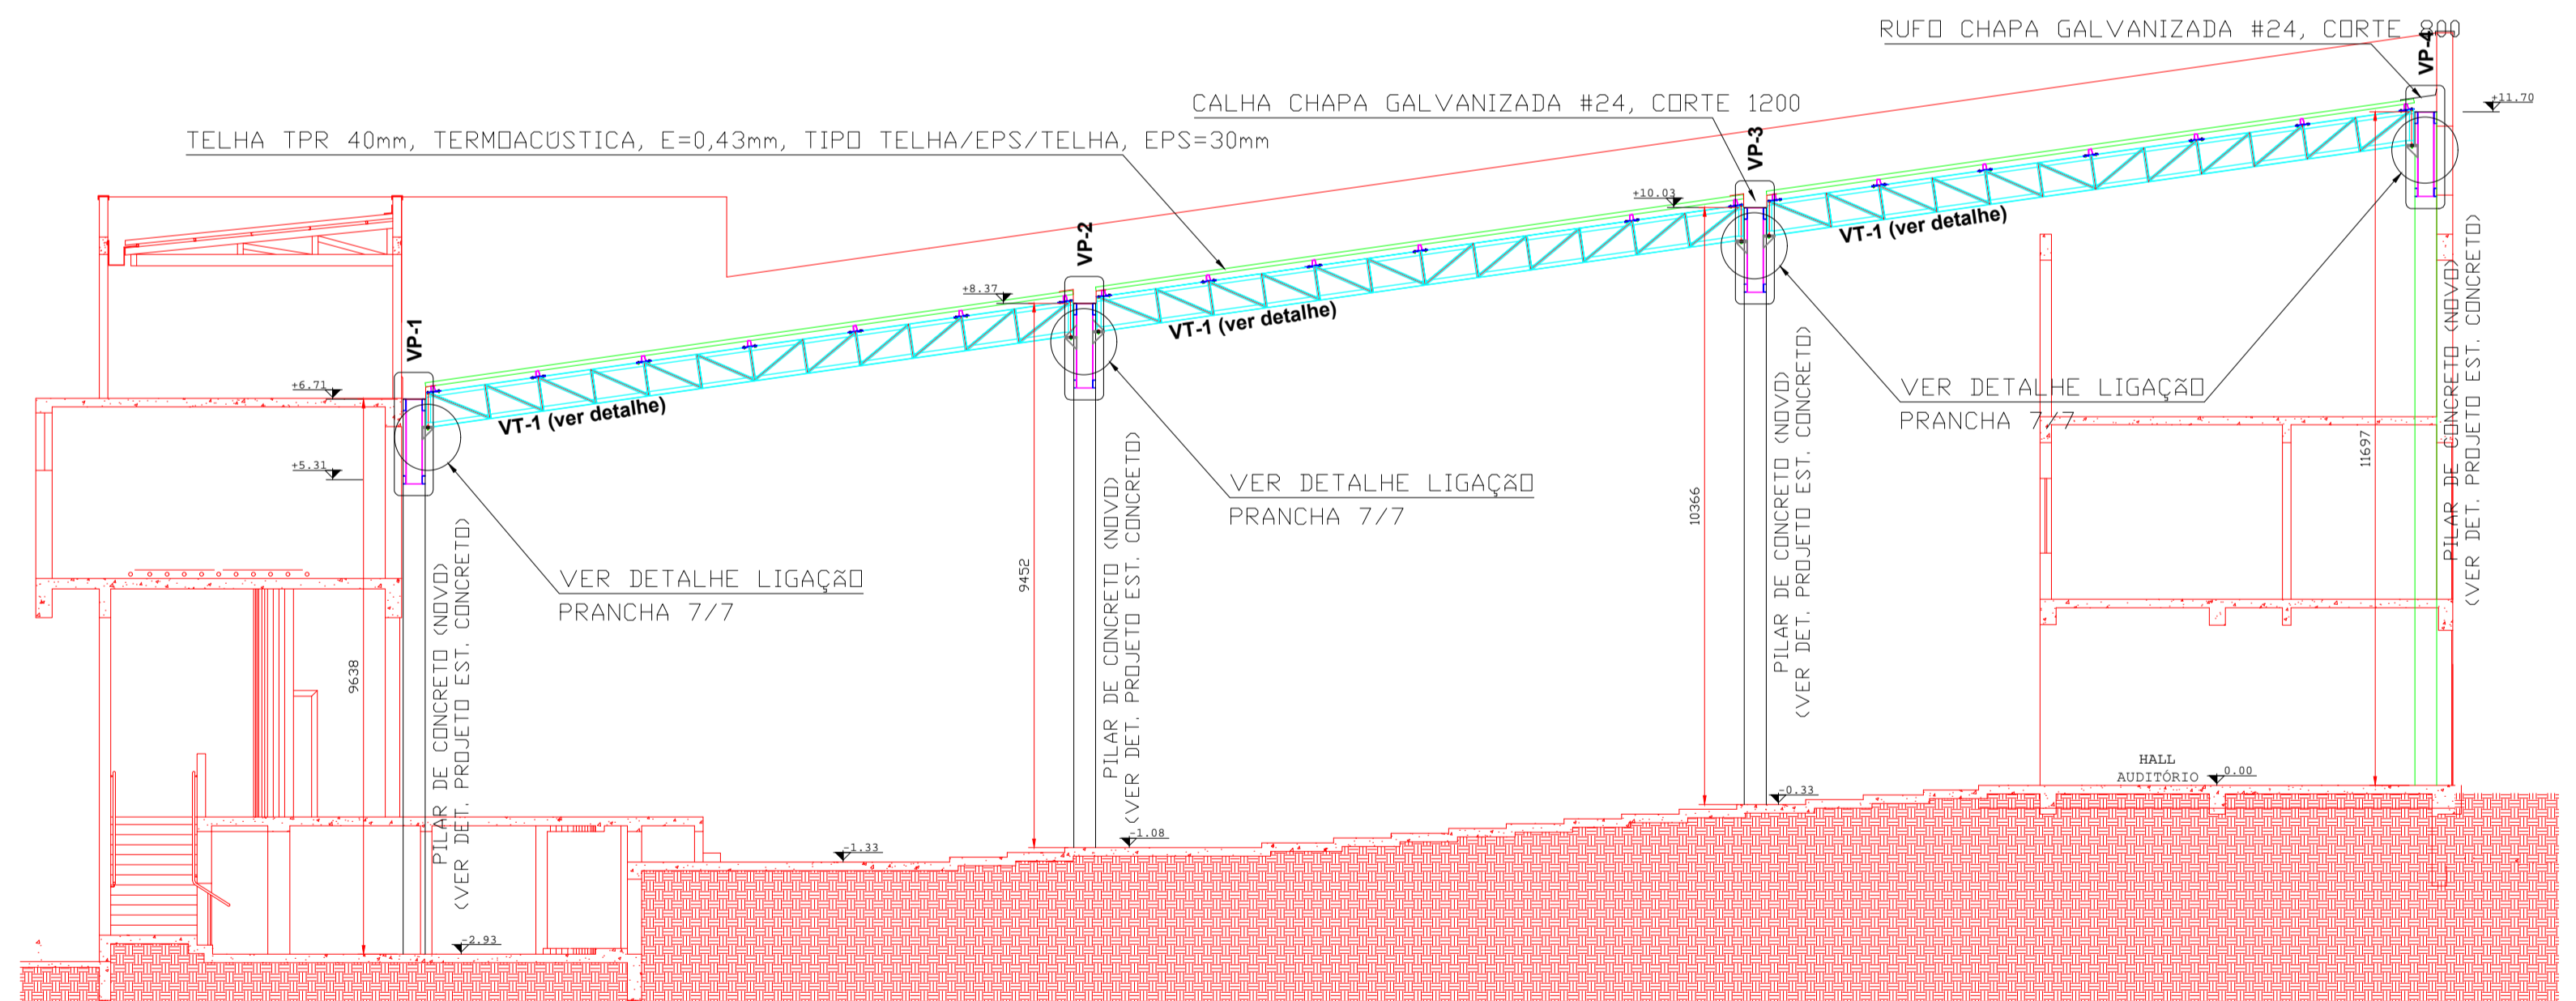 RUFO CHAPA GALVANIZADA #24, CORTE 800
VP-4
+11.70
CALHA CHAPA GALVANIZADA #24, CORTE 1200
VP-3
TELHA TPR 40mm, TERMOACÚSTICA, E=0,43mm, TIPO TELHA/EPS/TELHA, EPS=30mm
+10.03
VT-1 (ver detalhe)
VP-2
+8.37
VT-1 (ver detalhe)
VP-1
+6.71
VT-1 (ver detalhe)
+5.31
VER DETALHE LIGAÇÃO
PRANCHA 7/7
VER DETALHE LIGAÇÃO
PRANCHA 7/7
VER DETALHE LIGAÇÃO
PRANCHA 7/7
9638
PILAR DE CONCRETO (NOVO)
(VER DET. PROJETO EST. CONCRETO)
9452
PILAR DE CONCRETO (NOVO)
(VER DET. PROJETO EST. CONCRETO)
10366
PILAR DE CONCRETO (NOVO)
(VER DET. PROJETO EST. CONCRETO)
11697
PILAR DE CONCRETO (NOVO)
(VER DET. PROJETO EST. CONCRETO)
HALL
AUDITÓRIO
0.00
-0.33
-1.08
-1.33
-2.93